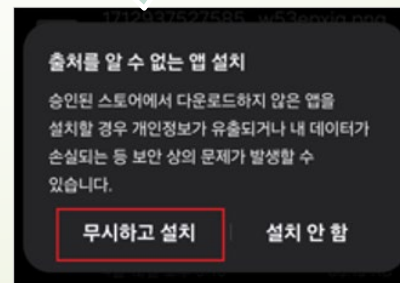 1712937527585_w53enxig.png
출처를 알 수 없는 앱 설치
승인된 스토어에서 다운로드하지 않은 앱을
설치할 경우 개인정보가 유출되거나 내 데이터가
손실되는 등 보안 상의 문제가 발생할 수
있습니다.
무시하고 설치
설치 안 함